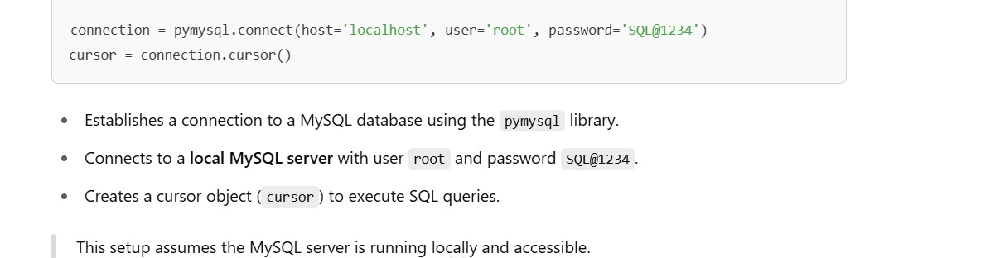 connection = pymysql.connect(host='localhost', user='root', password='SQL@1234')
cursor = connection.cursor()
Establishes a connection to a MySQL database using the pymysql library.
Connects to a local MySQL server with user root and password SQL@1234.
Creates a cursor object (cursor) to execute SQL queries.
This setup assumes the MySQL server is running locally and accessible.